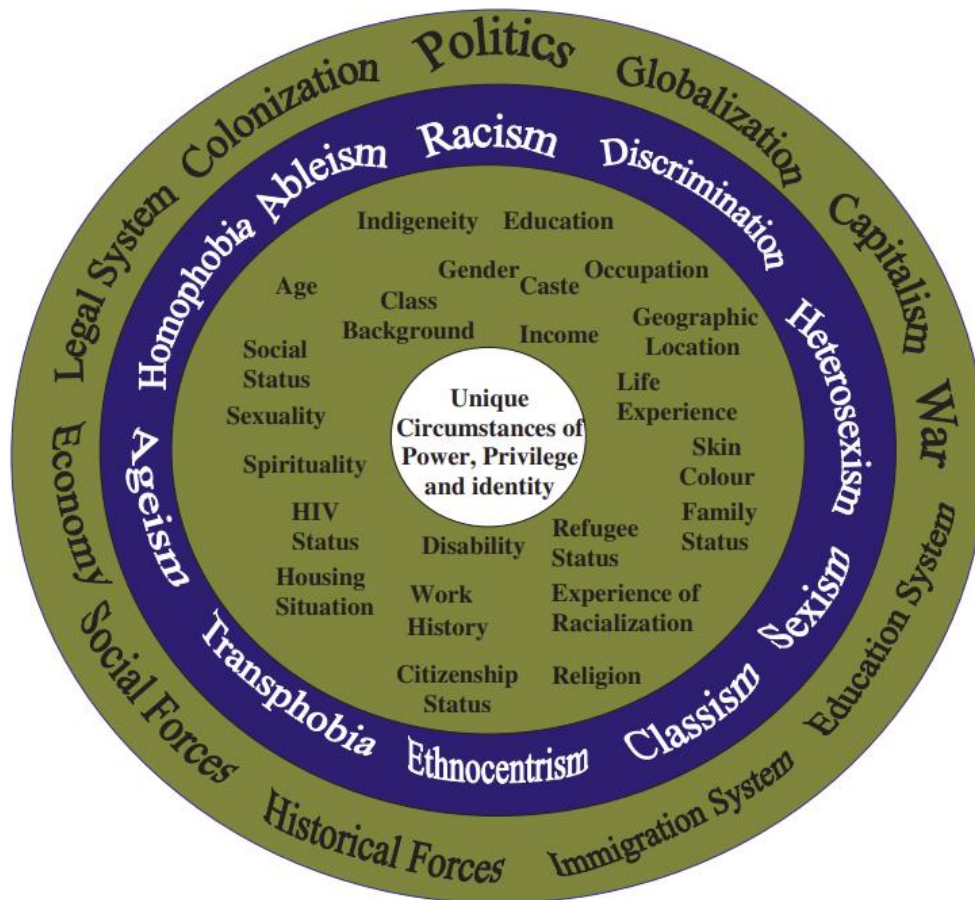 Politics
Globalization
Capitalism
War
Education System
Immigration System
Historical Forces
Social Forces
Economy
Legal System
Colonization
Racism
Discrimination
Heterosexism
Sexism
Classism
Ethnocentrism
Transphobia
Ageism
Homophobia
Ableism
Indigeneity
Education
Gender
Caste
Occupation
Age
Class
Background
Income
Geographic
Location
Social
Status
Life
Experience
Sexuality
Spirituality
Skin
Colour
HIV
Status
Disability
Refugee
Status
Family
Status
Housing
Situation
Work
History
Experience of
Racialization
Citizenship
Status
Religion
Unique
Circumstances of
Power, Privilege
and identity